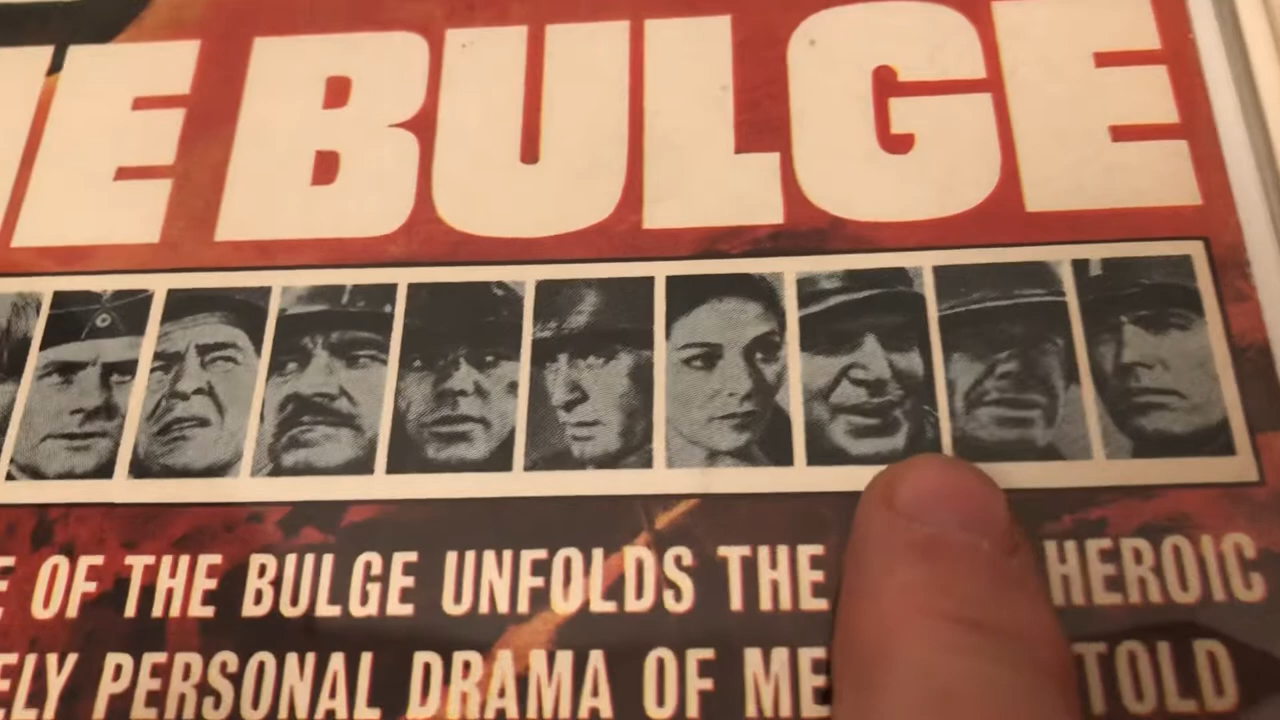 E BULGE
E OF THE BULGE UNFOLDS THE HEROIC
ELY PERSONAL DRAMA OF ME TOLD